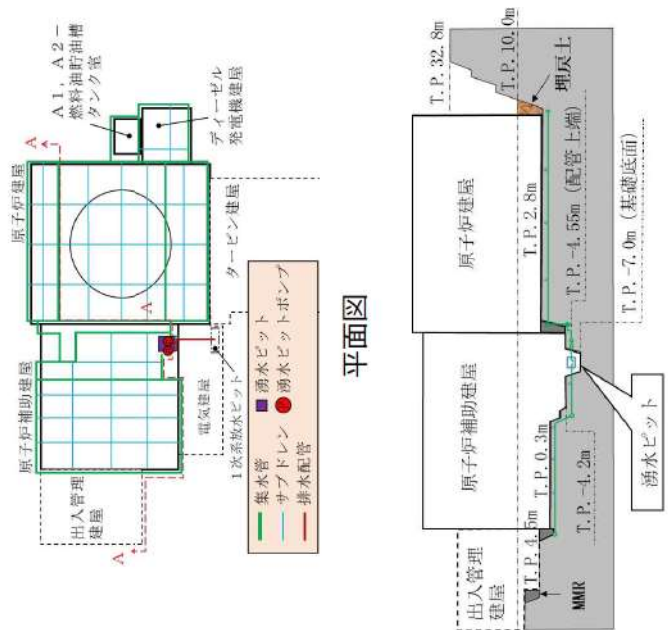 原子炉補助建屋
原子炉建屋
A1，A2－
燃料油貯油槽
タンク室
出入管理
建屋
A
A
A
ディーゼル
発電機建屋
電気建屋
タービン建屋
1次系放水ピット
集水管
湧水ピット
サブドレン
湧水ピットポンプ
排水配管
平面図
T.P.32.8m
T.P.10.0m
埋戻土
原子炉建屋
原子炉補助建屋
出入管理
建屋
T.P.2.8m
T.P.0.3m
T.P.4.5m
T.P.-4.55m（配管上端）
T.P.-7.0m（基礎底面）
T.P.-4.2m
MMR
湧水ピット